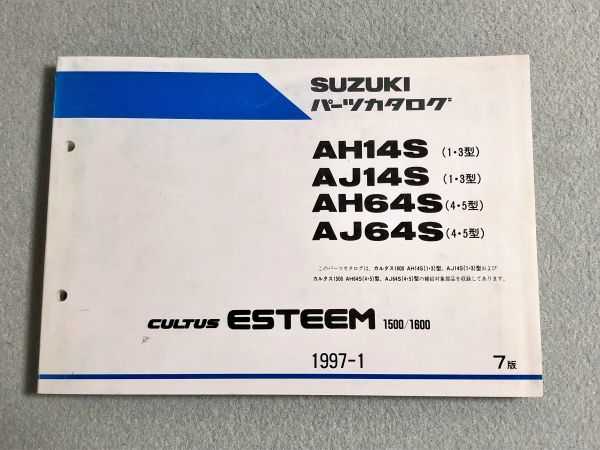 SUZUKI
パーツカタログ
AH14S (1・3型)
AJ14S (1・3型)
AH64S (4・5型)
AJ64S (4・5型)
このパーツカタログは、カルタス1600 AH14S(1・3)型、AJ14S(1・3)型および
カルタス1500 AH64S(4・5)型、AJ64S(4・5)型の補給対象部品を収録してあります。
CULTUS ESTEEM 1500/1600
1997-1 7版